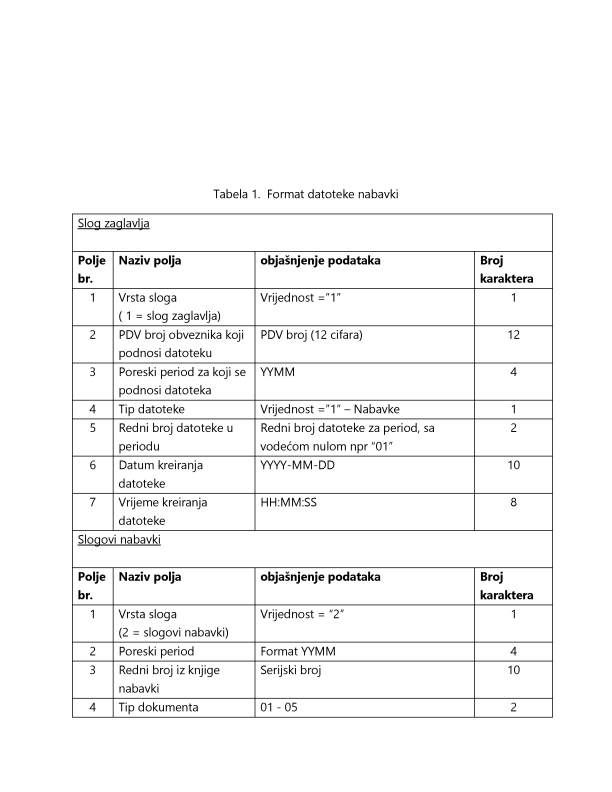 Tabela 1.  Format datoteke nabavki
Slog zaglavlja
Polje br. Naziv polja objašnjenje podataka Broj karaktera
1 Vrsta sloga Vrijednost =”1” 1
( 1 = slog zaglavlja)
2 PDV broj obveznika koji PDV broj (12 cifara) 12
podnosi datoteku
3 Poreski period za koji se YYMM 4
podnosi datoteka
4 Tip datoteke Vrijednost =”1” – Nabavke 1
5 Redni broj datoteke u Redni broj datoteke za period, sa 2
periodu vodećom nulom npr “01”
6 Datum kreiranja YYYY-MM-DD 10
datoteke
7 Vrijeme kreiranja HH:MM:SS 8
datoteke
Slogovi nabavki
Polje br. Naziv polja objašnjenje podataka Broj karaktera
1 Vrsta sloga Vrijednost = “2” 1
(2 = slogovi nabavki)
2 Poreski period Format YYMM 4
3 Redni broj iz knjige Serijski broj 10
nabavki
4 Tip dokumenta 01 - 05 2